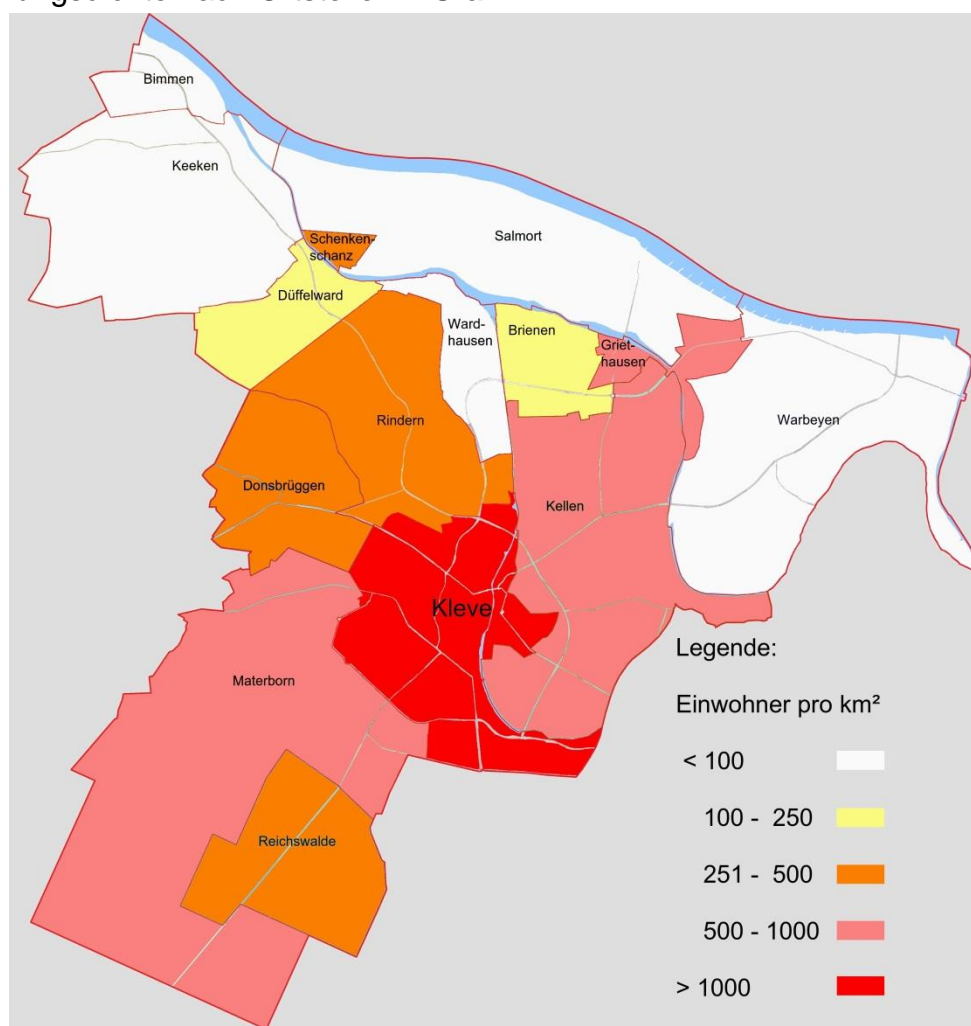 Bimmen
Keeken
Salmort
Schenken-
schanz
Düffelward
Ward-
hausen
Brienen
Griet-
hausen
Rindern
Warbeyen
Donsbrüggen
Kellen
Kleve
Materborn
Reichswalde
Legende:
Einwohner pro km²
< 100
100 - 250
251 - 500
500 - 1000
> 1000